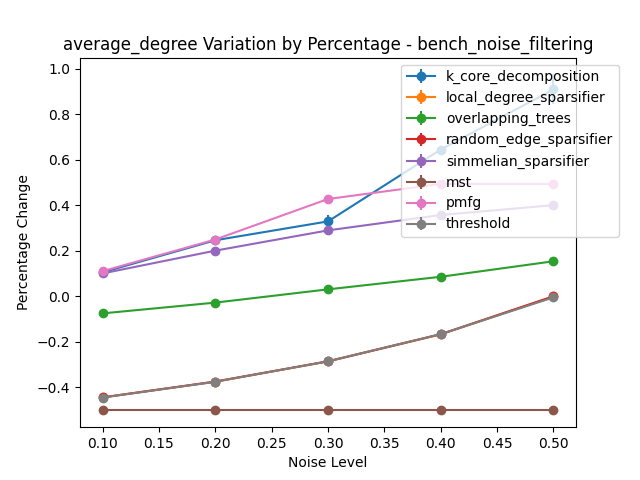 average_degree Variation by Percentage - bench_noise_filtering
1.0
0.8
0.6
0.4
0.2
0.0
−0.2
−0.4
Percentage Change
k_core_decomposition
local_degree_sparsifier
overlapping_trees
random_edge_sparsifier
simmelian_sparsifier
mst
pmfg
threshold
0.10 0.15 0.20 0.25 0.30 0.35 0.40 0.45 0.50
Noise Level